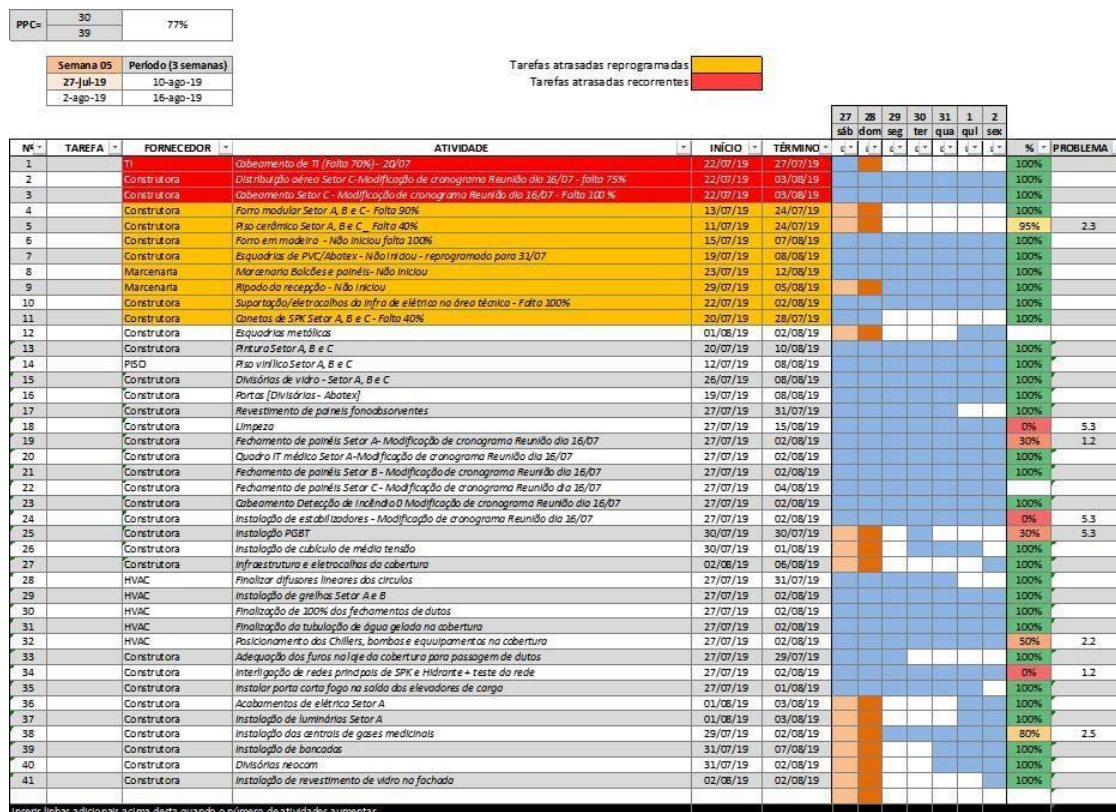 PPC= 30 77%
39
Semana 05 Período (3 semanas)
27-jul-19 10-ago-19
2-ago-19 16-ago-19
Tarefas atrasadas reprogramadas
Tarefas atrasadas recorrentes
27 28 29 30 31 1 2
sáb dom seg ter qua qui sex
Nº TAREFA FORNECEDOR ATIVIDADE INÍCIO TÉRMINO % PROBLEMA
1 TI Cabeamento de TI (Falta 70%) - 20/07 22/07/19 27/07/19 100%
2 Construtora Distribuição aérea Setor C-Modificação de cronograma Reunião dia 16/07 - falta 75% 22/07/19 03/08/19 100%
3 Construtora Cabeamento Setor C - Modificação de cronograma Reunião dia 16/07 - Falta 100 % 22/07/19 03/08/19 100%
4 Construtora Forro modular Setor A, B e C- Falta 90% 13/07/19 24/07/19 100%
5 Construtora Piso cerâmico Setor A, B e C _ Falta 40% 11/07/19 24/07/19 95% 2.3
6 Construtora Forro em madeira - Não iniciou falta 100% 15/07/19 07/08/19 100%
7 Construtora Esquadrias de PVC/Abatex - Não iniciou - reprogramado para 31/07 19/07/19 08/08/19 100%
8 Marcenaria Marcenaria Balcões e painéis- Não iniciou 23/07/19 12/08/19 100%
9 Marcenaria Ripado da recepção - Não iniciou 29/07/19 05/08/19 100%
10 Construtora Suportação/eletrocalhas da infra de elétrica na área técnica - Falta 100% 22/07/19 02/08/19 100%
11 Construtora Canetas de SPK Setor A, B e C - Falta 40% 20/07/19 28/07/19 100%
12 Construtora Esquadrias metálicas 01/08/19 02/08/19
13 Construtora Pintura Setor A, B e C 20/07/19 10/08/19 100%
14 PISO Piso vinílico Setor A, B e C 12/07/19 08/08/19 100%
15 Construtora Divisórias de vidro - Setor A, B e C 26/07/19 08/08/19 100%
16 Construtora Portas [Divisórias - Abatex] 19/07/19 08/08/19 100%
17 Construtora Revestimento de paineis fonoabsorventes 27/07/19 31/07/19 100%
18 Construtora Limpeza 27/07/19 15/08/19 0% 5.3
19 Construtora Fechamento de painéis Setor A- Modificação de cronograma Reunião dia 16/07 27/07/19 02/08/19 30% 1.2
20 Construtora Quadro IT médico Setor A-Modificação de cronograma Reunião dia 16/07 27/07/19 02/08/19 100%
21 Construtora Fechamento de painéis Setor B - Modificação de cronograma Reunião dia 16/07 27/07/19 02/08/19 100%
22 Construtora Fechamento de painéis Setor C - Modificação de cronograma Reunião dia 16/07 27/07/19 04/08/19
23 Construtora Cabeamento Detecção de Incêndio0 Modificação de cronograma Reunião dia 16/07 27/07/19 02/08/19 100%
24 Construtora Instalação de estabilizadores - Modificação de cronograma Reunião dia 16/07 27/07/19 02/08/19 0% 5.3
25 Construtora Instalação PGBT 30/07/19 30/07/19 30% 5.3
26 Construtora Instalação de cubículo de média tensão 30/07/19 01/08/19 100%
27 Construtora Infraestrutura e eletrocalhas da cobertura 02/08/19 06/08/19 100%
28 HVAC Finalizar difusores lineares dos circulos 27/07/19 31/07/19 100%
29 HVAC Instalação de grelhas Setor A e B 27/07/19 02/08/19 100%
30 HVAC Finalização de 100% dos fechamentos de dutos 27/07/19 02/08/19 100%
31 HVAC Finalização da tubulação de água gelada na cobertura 27/07/19 02/08/19 100%
32 HVAC Posicionamento dos Chillers, bombas e equuipamentos na cobertura 27/07/19 02/08/19 50% 2.2
33 Construtora Adequação dos furos na laje da cobertura para passagem de dutos 27/07/19 29/07/19 100%
34 Construtora Interligação de redes principais de SPK e Hidrante + teste da rede 27/07/19 02/08/19 0% 1.2
35 Construtora Instalar porta corta fogo na saída dos elevadores de carga 27/07/19 01/08/19 100%
36 Construtora Acabamentos de elétrica Setor A 01/08/19 03/08/19 100%
37 Construtora Instalação de luminárias Setor A 01/08/19 03/08/19 100%
38 Construtora Instalação das centrais de gases medicinais 29/07/19 02/08/19 80% 2.5
39 Construtora Instalação de bancadas 31/07/19 07/08/19 100%
40 Construtora Divisórias neocom 31/07/19 02/08/19 100%
41 Construtora Instalação de revestimento de vidro na fachada 02/08/19 02/08/19 100%
Inserir linhas adicionais acima desta quando o número de atividades aumentar